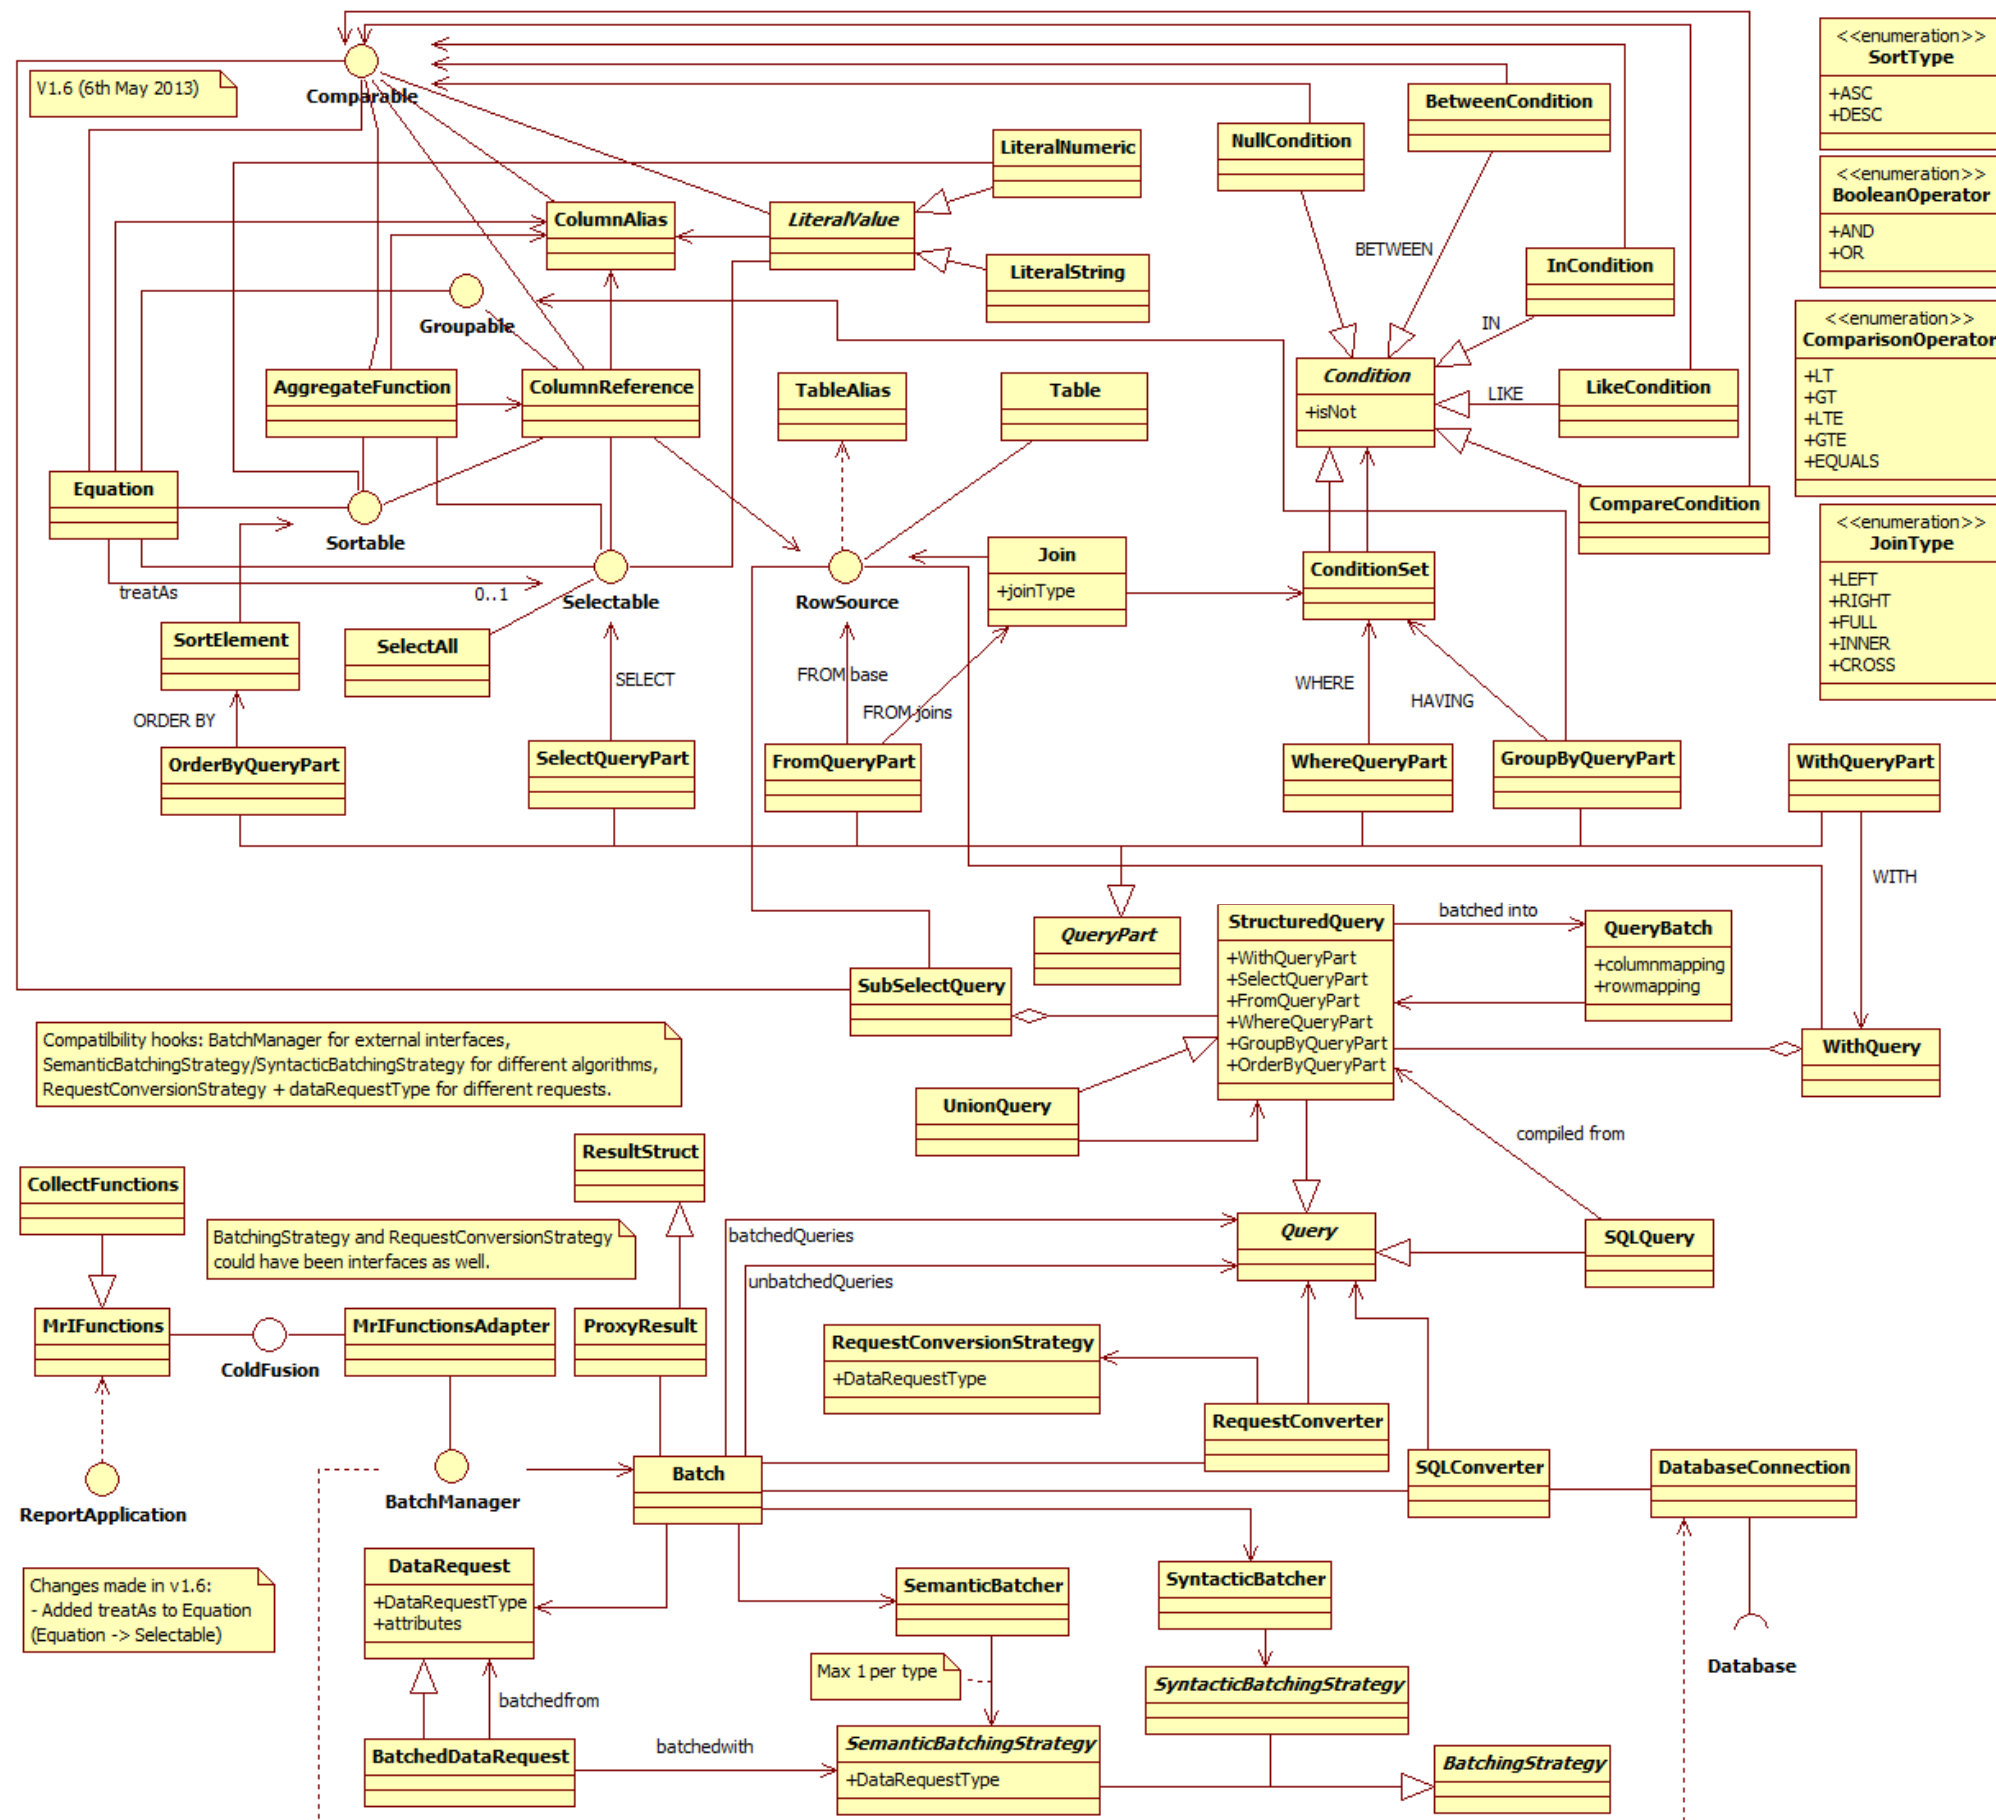 <<enumeration>>
SortType
+ASC
+DESC
V1.6 (6th May 2013)
Comparable
BetweenCondition
NullCondition
LiteralNumeric
<<enumeration>>
BooleanOperator
+AND
+OR
ColumnAlias
LiteralValue
BETWEEN
LiteralString
InCondition
Groupable
IN
<<enumeration>>
ComparisonOperator
+LT
+GT
+LTE
+GTE
+EQUALS
AggregateFunction
ColumnReference
TableAlias
Table
Condition
+isNot
LIKE
LikeCondition
Equation
Sortable
CompareCondition
<<enumeration>>
JoinType
+LEFT
+RIGHT
+FULL
+INNER
+CROSS
treatAs
0..1
Selectable
RowSource
Join
+joinType
ConditionSet
SortElement
SelectAll
SELECT
FROM base
FROM joins
WHERE
HAVING
ORDER BY
OrderByQueryPart
SelectQueryPart
FromQueryPart
WhereQueryPart
GroupByQueryPart
WithQueryPart
WITH
QueryPart
StructuredQuery
+WithQueryPart
+SelectQueryPart
+FromQueryPart
+WhereQueryPart
+GroupByQueryPart
+OrderByQueryPart
batched into
QueryBatch
+columnmapping
+rowmapping
SubSelectQuery
WithQuery
Compatilbility hooks: BatchManager for external interfaces,
SemanticBatchingStrategy/SyntacticBatchingStrategy for different algorithms,
RequestConversionStrategy + dataRequestType for different requests.
UnionQuery
compiled from
ResultStruct
CollectFunctions
BatchingStrategy and RequestConversionStrategy
could have been interfaces as well.
batchedQueries
unbatchedQueries
Query
SQLQuery
MrIFunctions
ColdFusion
MrIFunctionsAdapter
ProxyResult
RequestConversionStrategy
+DataRequestType
RequestConverter
ReportApplication
BatchManager
Batch
SQLConverter
DatabaseConnection
Changes made in v1.6:
- Added treatAs to Equation
(Equation -> Selectable)
DataRequest
+DataRequestType
+attributes
SemanticBatcher
SyntacticBatcher
Database
Max 1 per type
batchedfrom
SyntacticBatchingStrategy
BatchedDataRequest
batchedwith
SemanticBatchingStrategy
+DataRequestType
BatchingStrategy